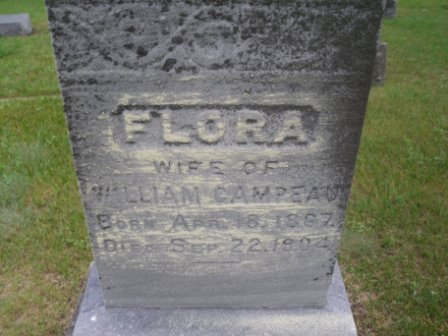 FLORA
WIFE OF
WILLIAM CAMPEAU
BORN APR. 18. 1867.
DIED SEP. 22. 1904.